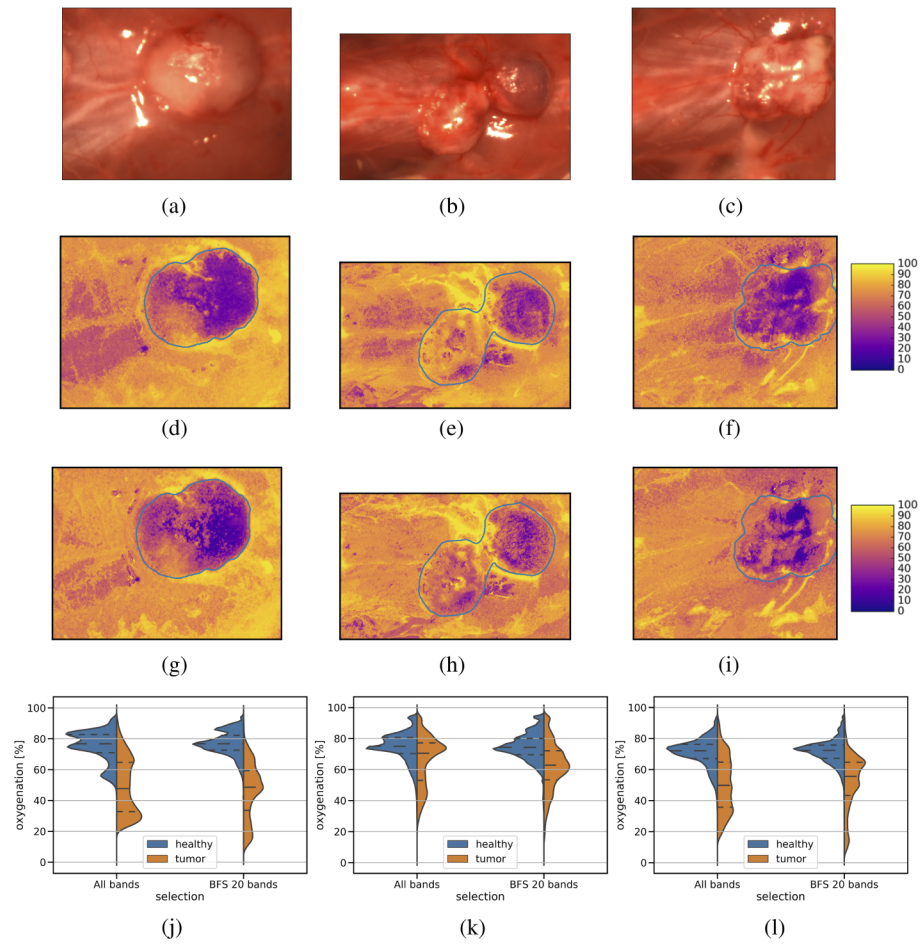 (a) (b) (c)
100
90
80
70
60
50
40
30
20
10
0
(d) (e) (f)
100
90
80
70
60
50
40
30
20
10
0
(g) (h) (i)
oxygenation [%]
100
80
60
40
20
0
healthy
tumor
All bands BFS 20 bands
selection
oxygenation [%]
100
80
60
40
20
0
healthy
tumor
All bands BFS 20 bands
selection
oxygenation [%]
100
80
60
40
20
0
healthy
tumor
All bands BFS 20 bands
selection
(j) (k) (l)